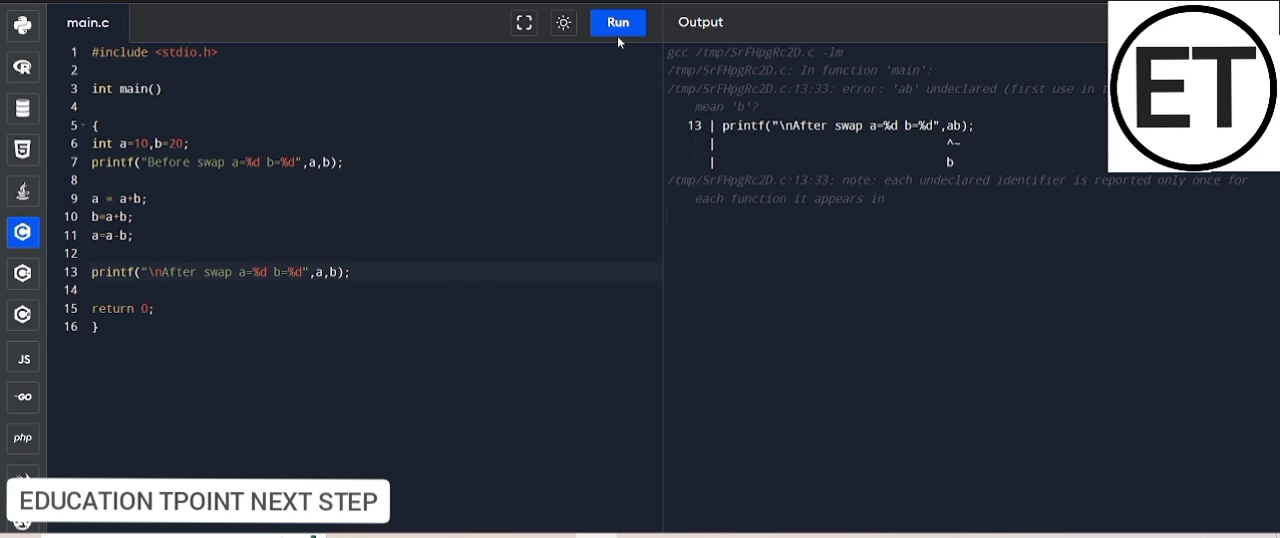 main.c
Run
Output
1 #include <stdio.h>
2
3 int main()
4
5 {
6 int a=10,b=20;
7 printf("Before swap a=%d b=%d",a,b);
8
9 a = a+b;
10 b=a+b;
11 a=a-b;
12
13 printf("\nAfter swap a=%d b=%d",a,b);
14
15 return 0;
16 }
gcc /tmp/SrFHpgRc2D.c -lm
/tmp/SrFHpgRc2D.c: In function 'main':
/tmp/SrFHpgRc2D.c:13:33: error: 'ab' undeclared (first use in
mean 'b'?
13 | printf("\nAfter swap a=%d b=%d",ab);
| ^~
| b
/tmp/SrFHpgRc2D.c:13:33: note: each undeclared identifier is reported only once for
each function it appears in
ET
JS
GO
php
EDUCATION TPOINT NEXT STEP